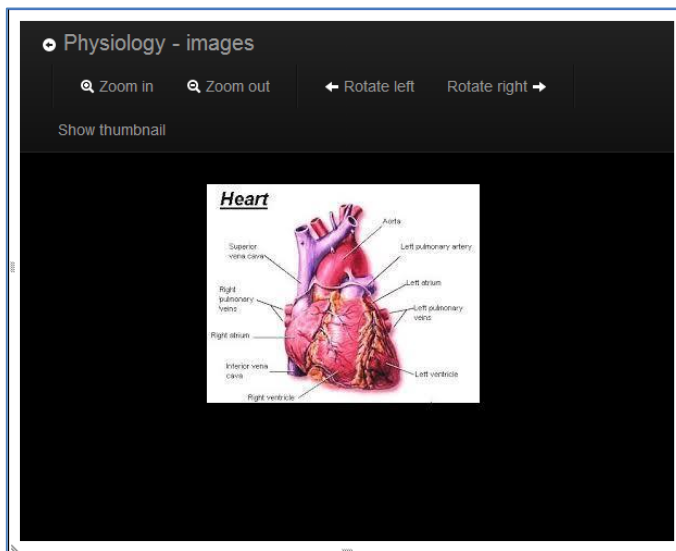 Physiology - images
Zoom in
Zoom out
Rotate left
Rotate right
Show thumbnail
Heart
Aorta
Superior
vena cava
Left pulmonary artery
Left atrium
Right
pulmonary
veins
Left pulmonary
veins
Right atrium
Inferior vena
cava
Left ventricle
Right ventricle